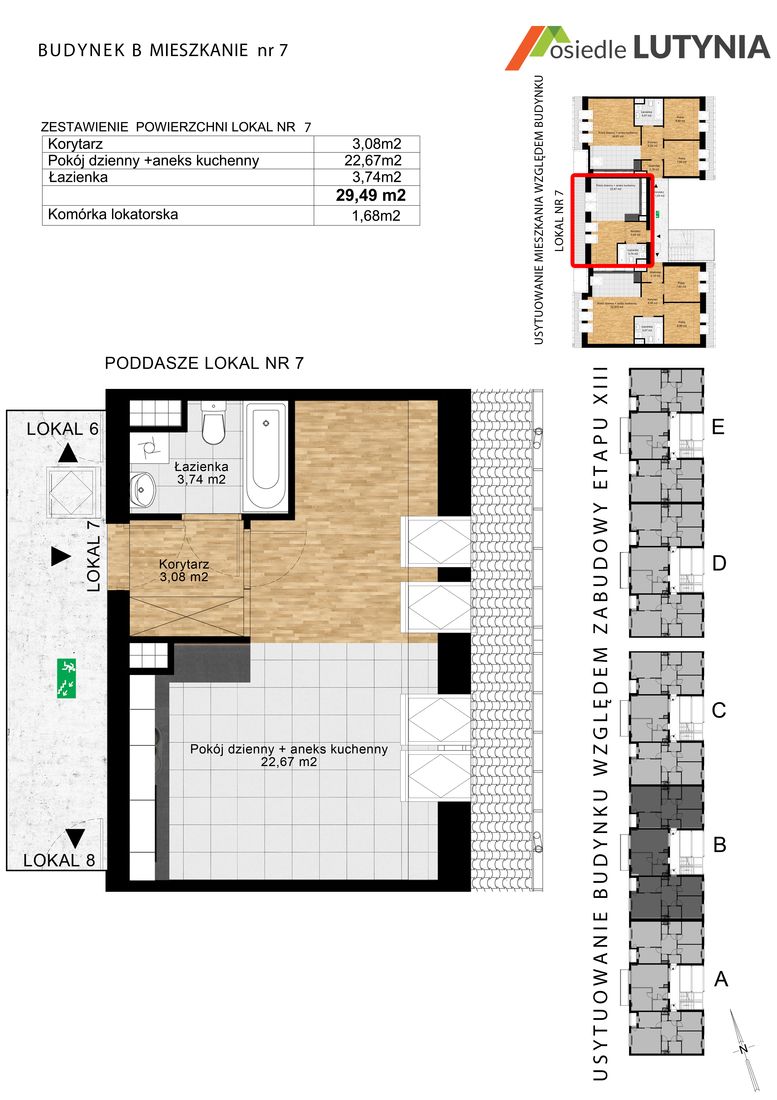 BUDYNEK B MIESZKANIE nr 7
osiedle LUTYNIA
ZESTAWIENIE POWIERZCHNI LOKAL NR 7
Korytarz 3,08m2
Pokój dzienny +aneks kuchenny 22,67m2
Łazienka 3,74m2
29,49 m2
Komórka lokatorska 1,68m2
USYTUOWANIE MIESZKANIA WZGLĘDEM BUDYNKU
LOKAL NR 7
PODDASZE LOKAL NR 7
LOKAL 6
Łazienka
3,74 m2
LOKAL 7
Korytarz
3,08 m2
Pokój dzienny + aneks kuchenny
22,67 m2
LOKAL 8
USYTUOWANIE BUDYNKU WZGLĘDEM ZABUDOWY ETAPU XIII
E
D
C
B
A
N